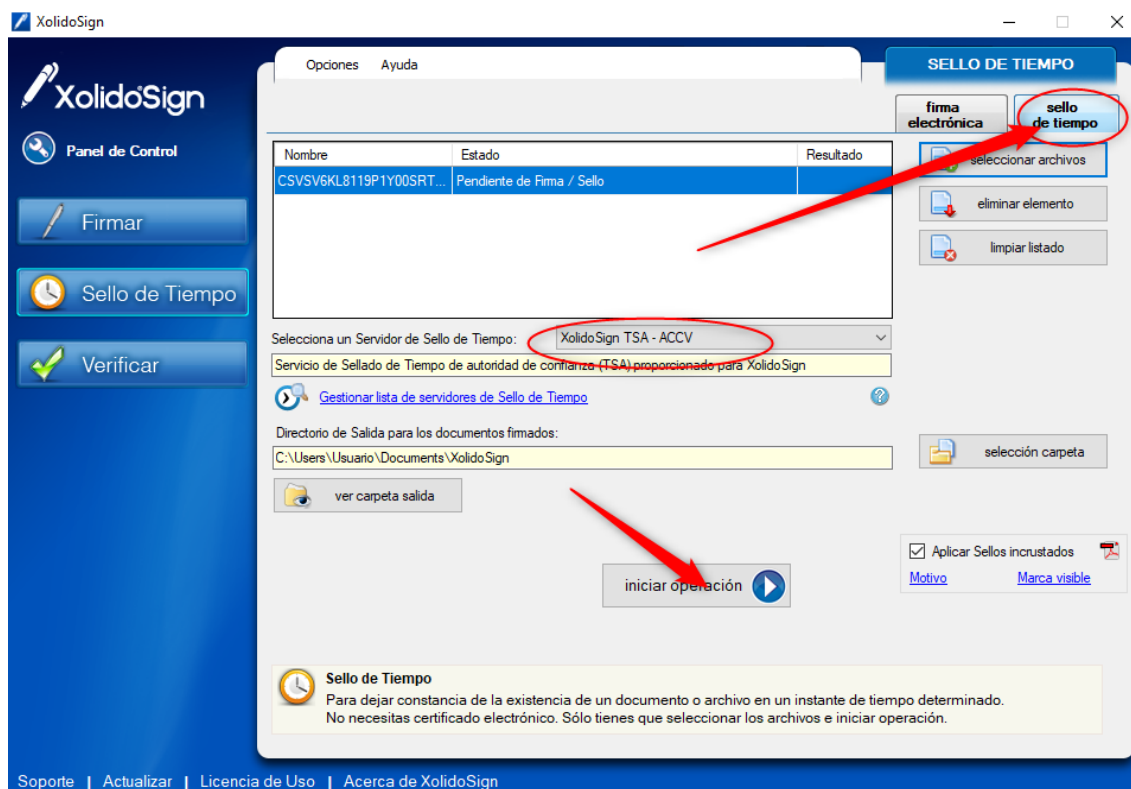 XolidoSign
Opciones Ayuda
SELLO DE TIEMPO
XolidoSign
firma electrónica
sello de tiempo
Panel de Control
Nombre Estado Resultado
CSVSV6KL8119P1Y00SRT... Pendiente de Firma / Sello
seleccionar archivos
eliminar elemento
limpiar listado
Firmar
Sello de Tiempo
Verificar
Selecciona un Servidor de Sello de Tiempo: XolidoSign TSA - ACCV
Servicio de Sellado de Tiempo de autoridad de confianza (TSA) proporcionado para XolidoSign
Gestionar lista de servidores de Sello de Tiempo
Directorio de Salida para los documentos firmados:
C:\Users\Usuario\Documents\XolidoSign
selección carpeta
ver carpeta salida
Aplicar Sellos incrustados
Motivo Marca visible
iniciar operación
Sello de Tiempo
Para dejar constancia de la existencia de un documento o archivo en un instante de tiempo determinado.
No necesitas certificado electrónico. Sólo tienes que seleccionar los archivos e iniciar operación.
Soporte | Actualizar | Licencia de Uso | Acerca de XolidoSign